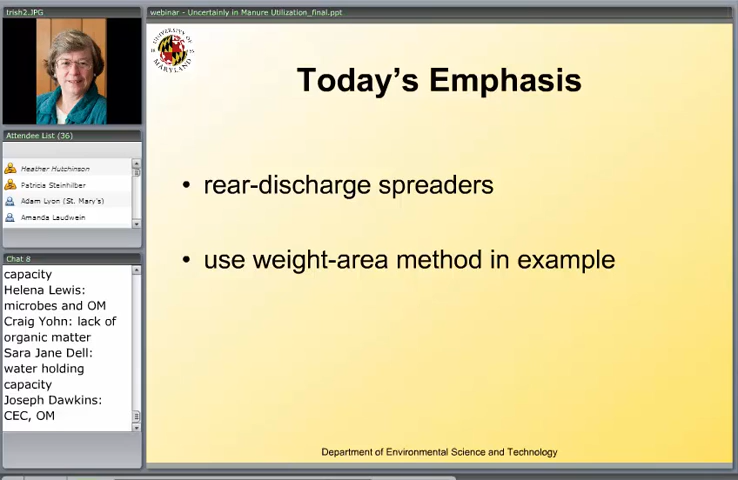 trish2.JPG
webinar - Uncertainly in Manure Utilization_final.ppt
Attendee List (36)
Heather Hutchinson
Patricia Steinhilber
Adam Lyon (St. Mary's)
Amanda Laudwein
Chat 8
capacity
Helena Lewis:
microbes and OM
Craig Yohn: lack of
organic matter
Sara Jane Dell:
water holding
capacity
Joseph Dawkins:
CEC, OM
UNIVERSITY OF
MARYLAND
Today's Emphasis
• rear-discharge spreaders
• use weight-area method in example
Department of Environmental Science and Technology